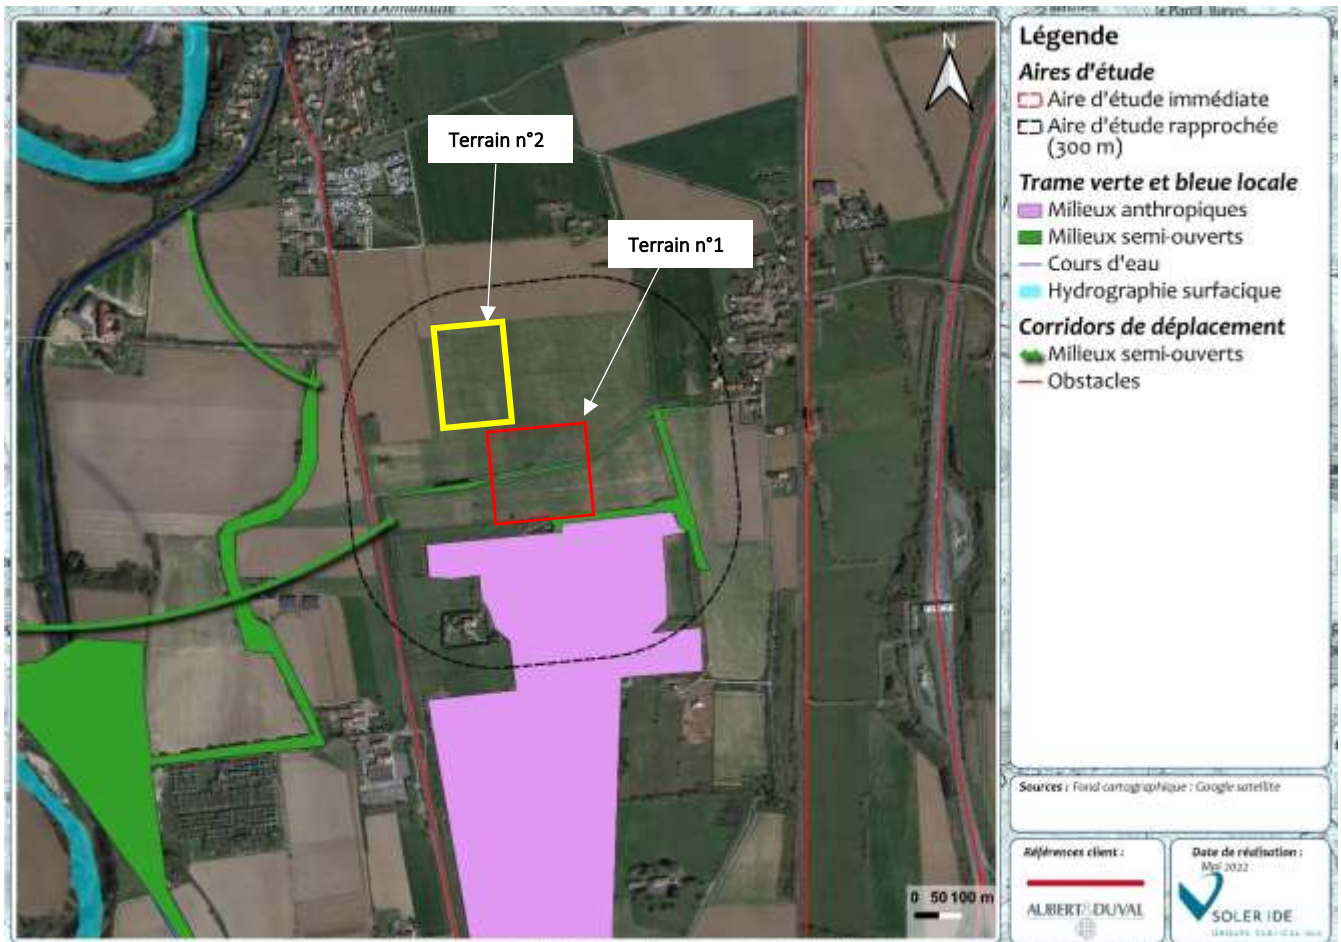 Terrain n°2
Terrain n°1
N
0 50 100 m
Légende
Aires d'étude
Aire d'étude immédiate
Aire d'étude rapprochée
(300 m)
Trame verte et bleue locale
Milieux anthropiques
Milieux semi-ouverts
Cours d'eau
Hydrographie surfacique
Corridors de déplacement
Milieux semi-ouverts
Obstacles
Sources : Fond cartographique : Google satellite
Références client :
ALBERT&DUVAL
Date de réalisation :
Mai 2022
SOLER IDE